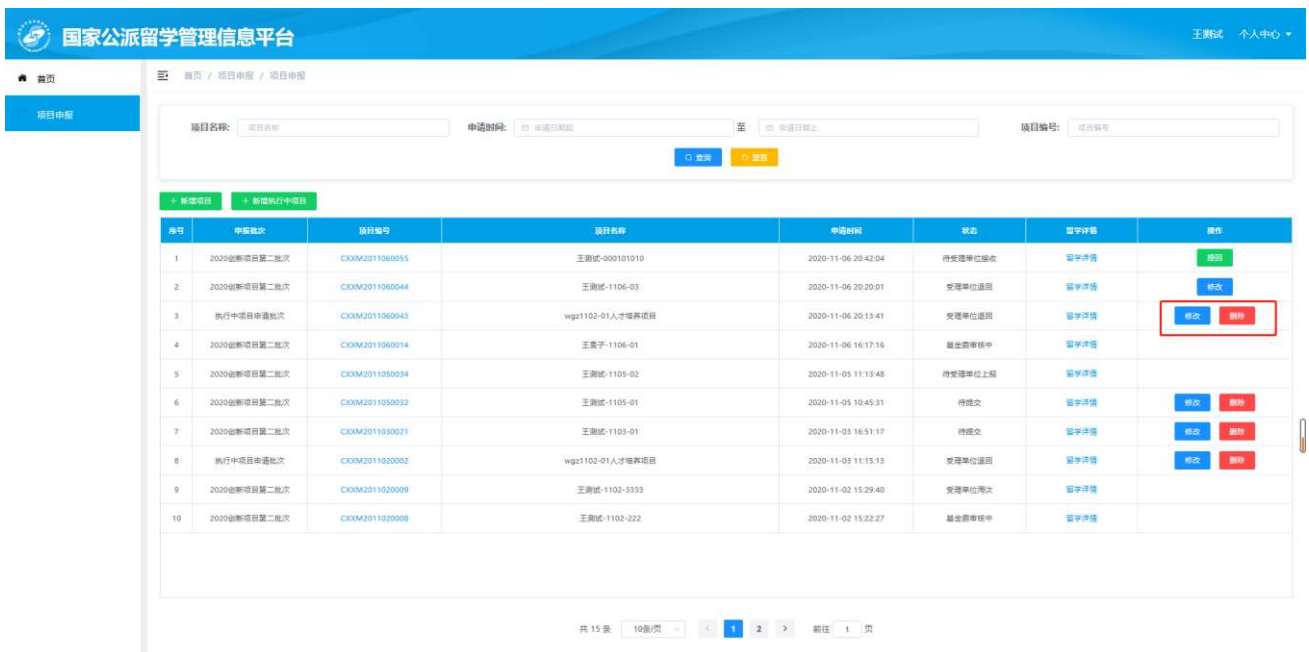 国家公派留学管理信息平台
王测试 个人中心
首页
首页 / 项目申报 / 项目申报
项目申报
项目名称: 项目名称 申请时间: 申请日期起 至 申请日期止 项目编号: 项目编号
查询 重置
+ 新增项目 + 新增执行中项目
序号 申报批次 项目编号 项目名称 申请时间 状态 留学详情 操作
1 2020创新项目第二批次 CXXM2011060055 王测试-000101010 2020-11-06 20:42:04 待受理单位接收 留学详情 撤回
2 2020创新项目第二批次 CXXM2011060044 王测试-1106-03 2020-11-06 20:20:01 受理单位退回 留学详情 修改
3 执行中项目申请批次 CXXM2011060043 wgz1102-01人才培养项目 2020-11-06 20:13:41 受理单位退回 留学详情 修改 删除
4 2020创新项目第二批次 CXXM2011060014 2020-11-06 16:17:16 基金委审核中 留学详情
5 2020创新项目第二批次 CXXM2011050034 王测试-1105-02 2020-11-05 11:13:48 待受理单位上报 留学详情
6 2020创新项目第二批次 CXXM2011050032 王测试-1105-01 2020-11-05 10:45:31 待提交 留学详情 修改 删除
7 2020创新项目第二批次 CXXM2011030021 王测试-1103-01 2020-11-03 16:51:17 待提交 留学详情 修改 删除
8 执行中项目申请批次 CXXM2011020002 wgz1102-01人才培养项目 2020-11-03 11:15:13 受理单位退回 留学详情 修改 删除
9 2020创新项目第二批次 CXXM2011020009 王测试-1102-3333 2020-11-02 15:29:40 受理单位淘汰 留学详情
10 2020创新项目第二批次 CXXM2011020008 王测试-1102-222 2020-11-02 15:22:27 基金委审核中 留学详情
共 15 条 10条/页 < 1 2 > 前往 1 页